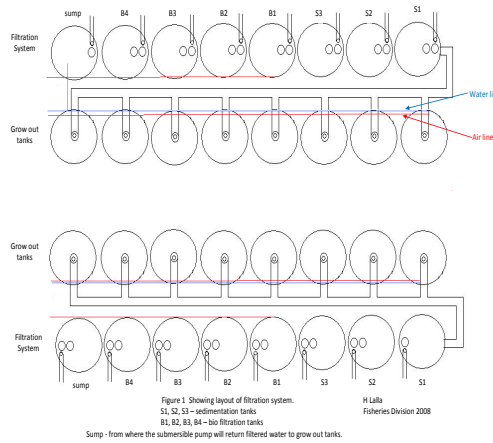 sump B4 B3 B2 B1 S3 S2 S1
Filtration
System
Water li
Grow out
tanks
Air line
Grow out
tanks
Filtration
System
sump B4 B3 B2 B1 S3 S2 S1
Figure 1 Showing layout of filtration system. H Lalla
S1, S2, S3 – sedimentation tanks Fisheries Division 2008
B1, B2, B3, B4 – bio filtration tanks
Sump - from where the submersible pump will return filtered water to grow out tanks.